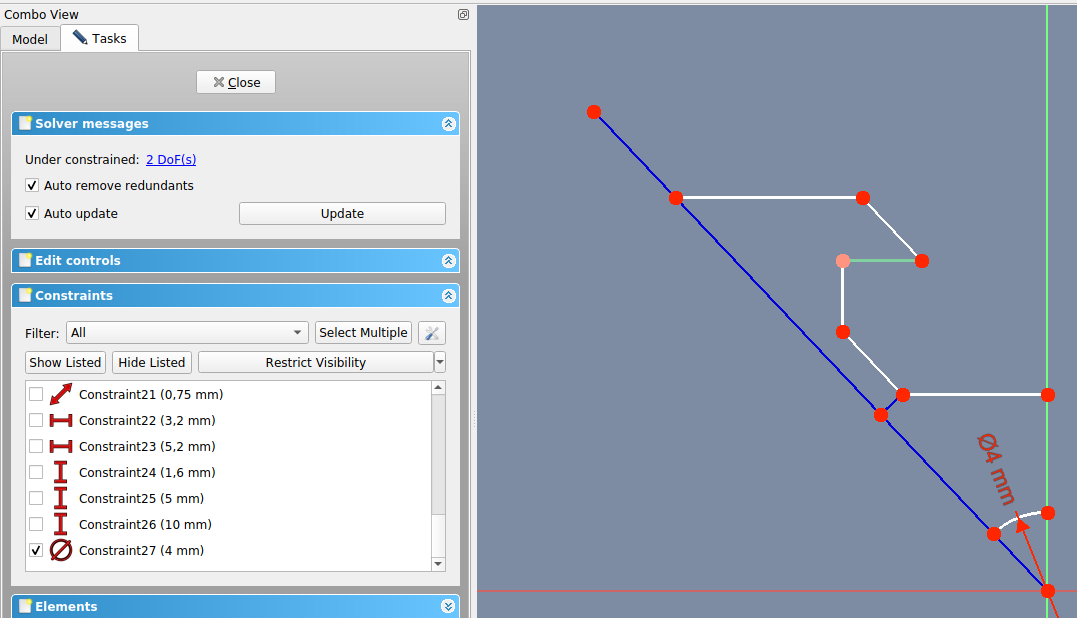 Combo View
Model
Tasks
Close
Solver messages
Under constrained: 2 DoF(s)
Auto remove redundants
Auto update
Update
Edit controls
Constraints
Filter: All
Select Multiple
Show Listed
Hide Listed
Restrict Visibility
Constraint21 (0,75 mm)
Constraint22 (3,2 mm)
Constraint23 (5,2 mm)
Constraint24 (1,6 mm)
Constraint25 (5 mm)
Constraint26 (10 mm)
Constraint27 (4 mm)
Elements
Ø4 mm